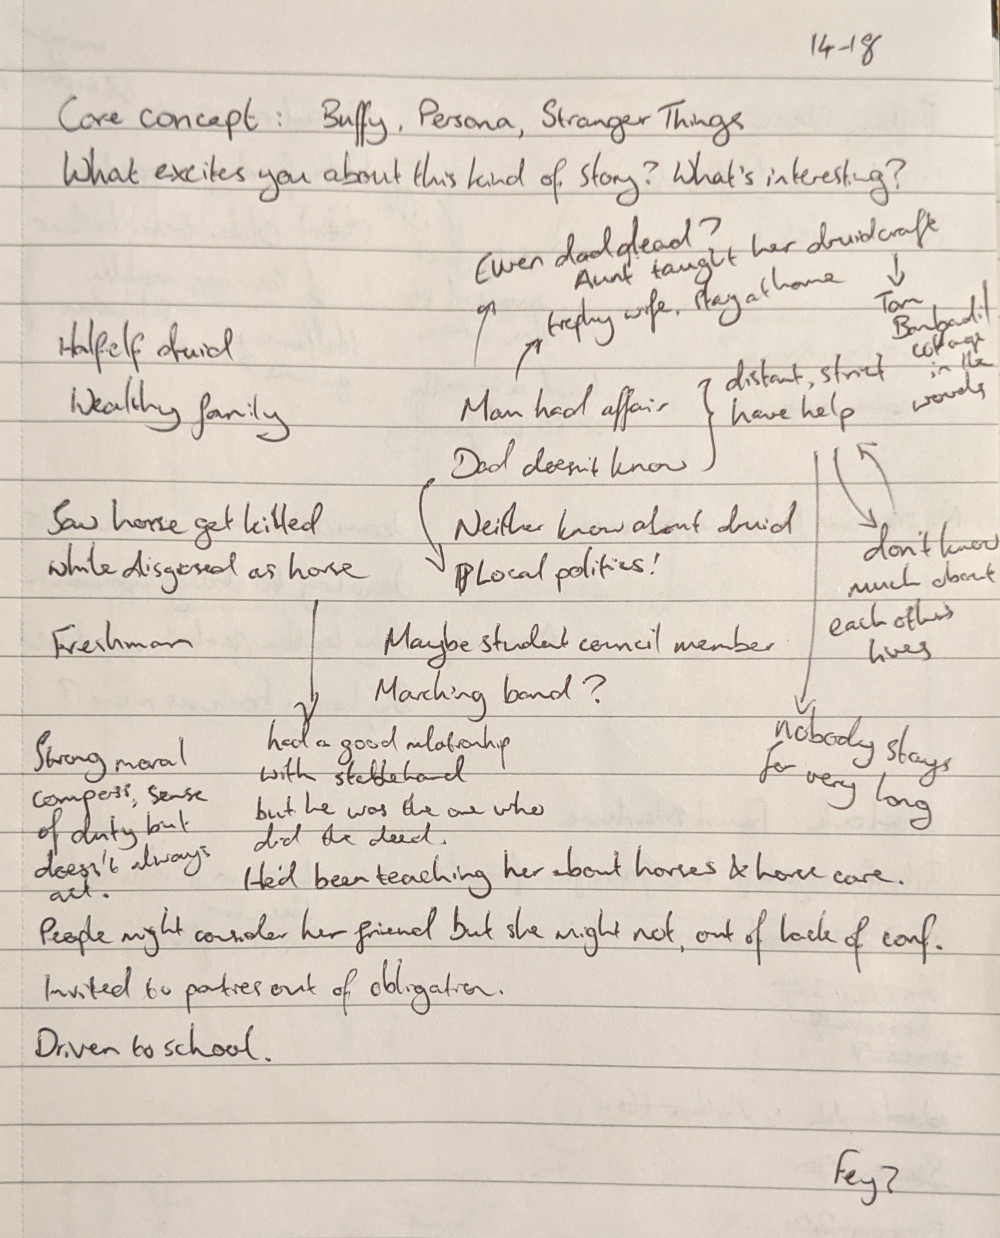 14-18
Core concept: Buffy, Persona, Stranger Things
What excites you about this kind of story? What's interesting?
Elven dad dead?
Aunt taught her druidcraft
trophy wife, stay at home
Tom
Bombadil
cottage
in the
woods
Half elf druid
Wealthy family
Mam had affair
Dad doesn't know
distant, strict
have help
Saw horse get killed
while disgused as horse
Neither know about druid
Local politics!
don't know
much about
each other's
lives
Freshman
Maybe student council member
Marching band?
nobody stays
for very long
Strong moral
compass, sense
of duty but
doesn't always
act.
had a good relationship
with stablehand
but he was the one who
did the deed.
He'd been teaching her about horses & horse care.
People might consider her friend but she might not, out of lack of conf.
Invited to parties out of obligation.
Driven to school.
Fey?